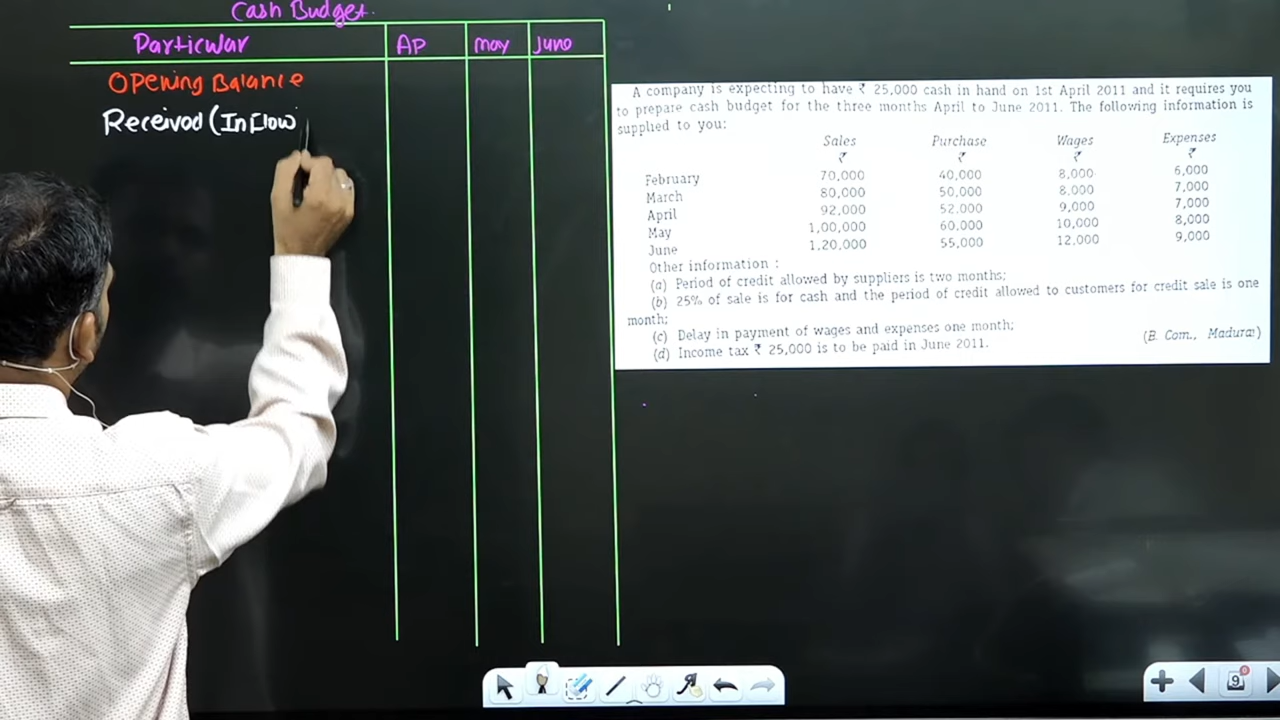 Cash Budget.
Particular AP may June
Opening Balance
Received (Inflow
A company is expecting to have ₹ 25,000 cash in hand on 1st April 2011 and it requires you
to prepare cash budget for the three months April to June 2011. The following information is
supplied to you:
Sales Purchase Wages Expenses
₹ ₹ ₹ ₹
February 70,000 40,000 8,000 6,000
March 80,000 50,000 8,000 7,000
April 92,000 52.000 9,000 7,000
May 1,00,000 60,000 10,000 8,000
June 1,20,000 55,000 12,000 9,000
Other information :
(a) Period of credit allowed by suppliers is two months;
(b) 25% of sale is for cash and the period of credit allowed to customers for credit sale is one
month;
(c) Delay in payment of wages and expenses one month;
(d) Income tax ₹ 25,000 is to be paid in June 2011. (B. Com., Madurai)
9